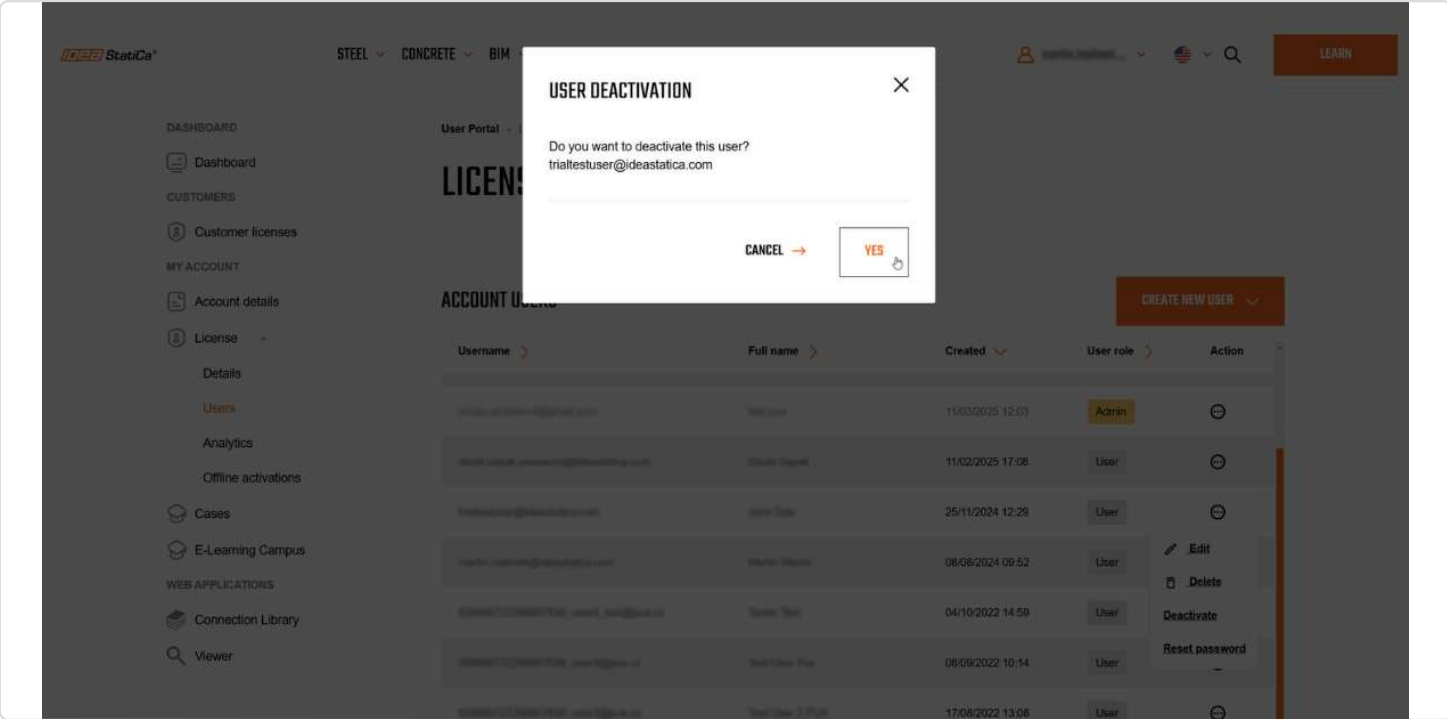 IDEA StatiCa®
STEEL CONCRETE BIM
LEARN
USER DEACTIVATION
Do you want to deactivate this user?
trialtestuser@ideastatica.com
CANCEL → YES
DASHBOARD
Dashboard
CUSTOMERS
Customer licenses
MY ACCOUNT
Account details
License
Details
Users
Analytics
Offline activations
Cases
E-Learning Campus
WEB APPLICATIONS
Connection Library
Viewer
User Portal
LICENS
ACCOUNT USERS
CREATE NEW USER
Username Full name Created User role Action
11/03/2025 12:03 Admin
11/02/2025 17:08 User
25/11/2024 12:29 User
08/08/2024 09:52 User
04/10/2022 14:59 User
08/09/2022 10:14 User
17/08/2022 13:08 User
Edit
Delete
Deactivate
Reset password